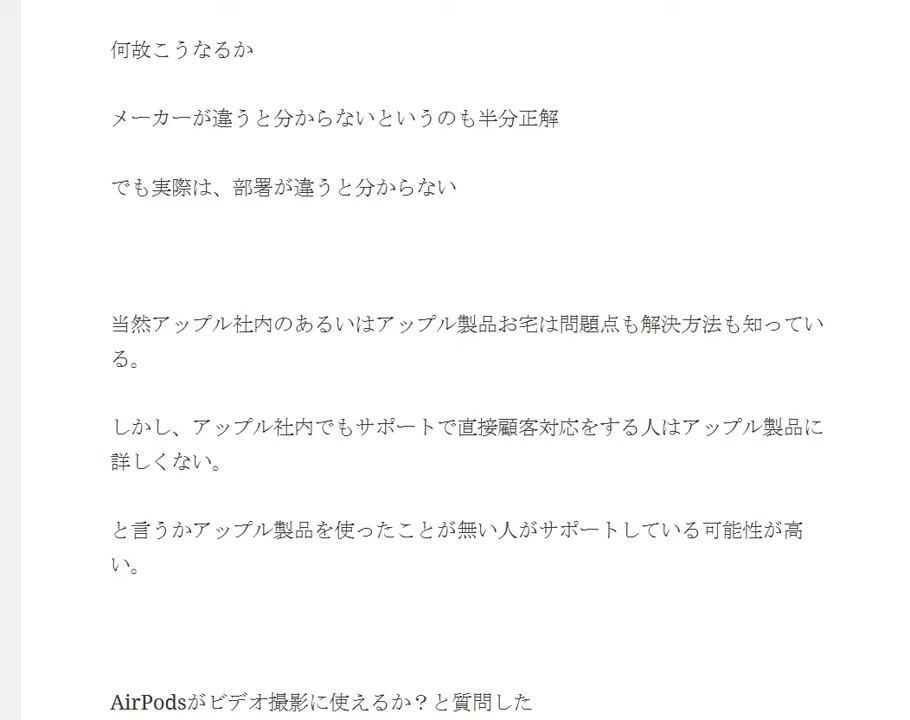 何故こうなるか
メーカーが違うと分からないというのも半分正解
でも実際は、部署が違うと分からない
当然アップル社内のあるいはアップル製品お宅は問題点も解決方法も知ってい
る。
しかし、アップル社内でもサポートで直接顧客対応をする人はアップル製品に
詳しくない。
と言うかアップル製品を使ったことが無い人がサポートしている可能性が高
い。
AirPodsがビデオ撮影に使えるか？と質問した